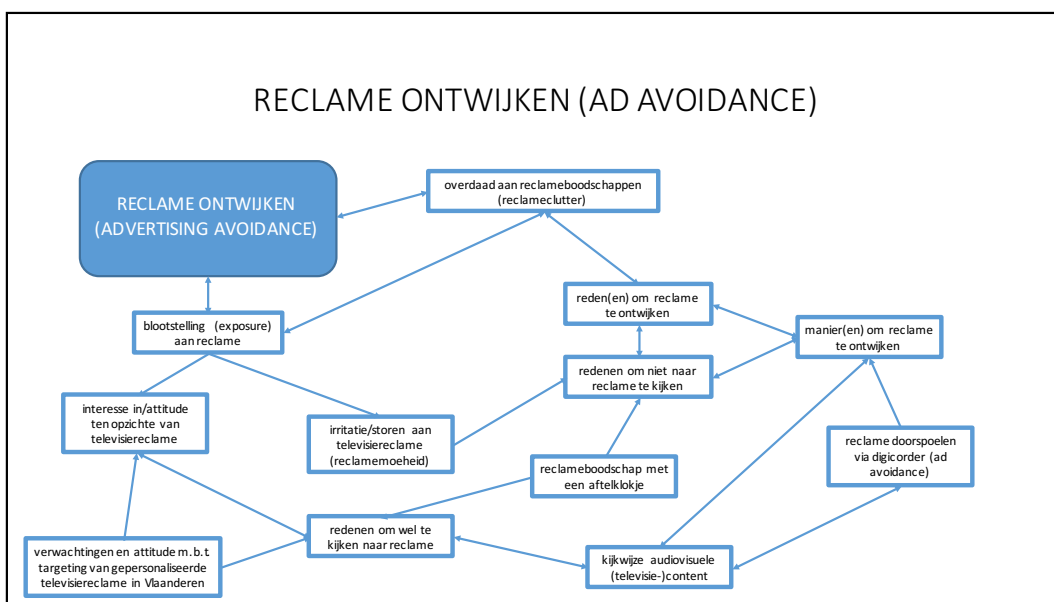 RECLAME ONTWIJKEN (AD AVOIDANCE)
RECLAME ONTWIJKEN
(ADVERTISING AVOIDANCE)
overdaad aan reclameboodschappen
(reclameclutter)
reden(en) om reclame
te ontwijken
blootstelling (exposure)
aan reclame
manier(en) om reclame
te ontwijken
redenen om niet naar
reclame te kijken
interesse in/attitude
ten opzichte van
televisiereclame
irritatie/storen aan
televisiereclame
(reclamemoeheid)
reclame doorspoelen
via digicorder (ad
avoidance)
reclameboodschap met
een aftelklokje
redenen om wel te
kijken naar reclame
verwachtingen en attitude m.b.t.
targeting van gepersonaliseerde
televisiereclame in Vlaanderen
kijkwijze audiovisuele
(televisie-)content